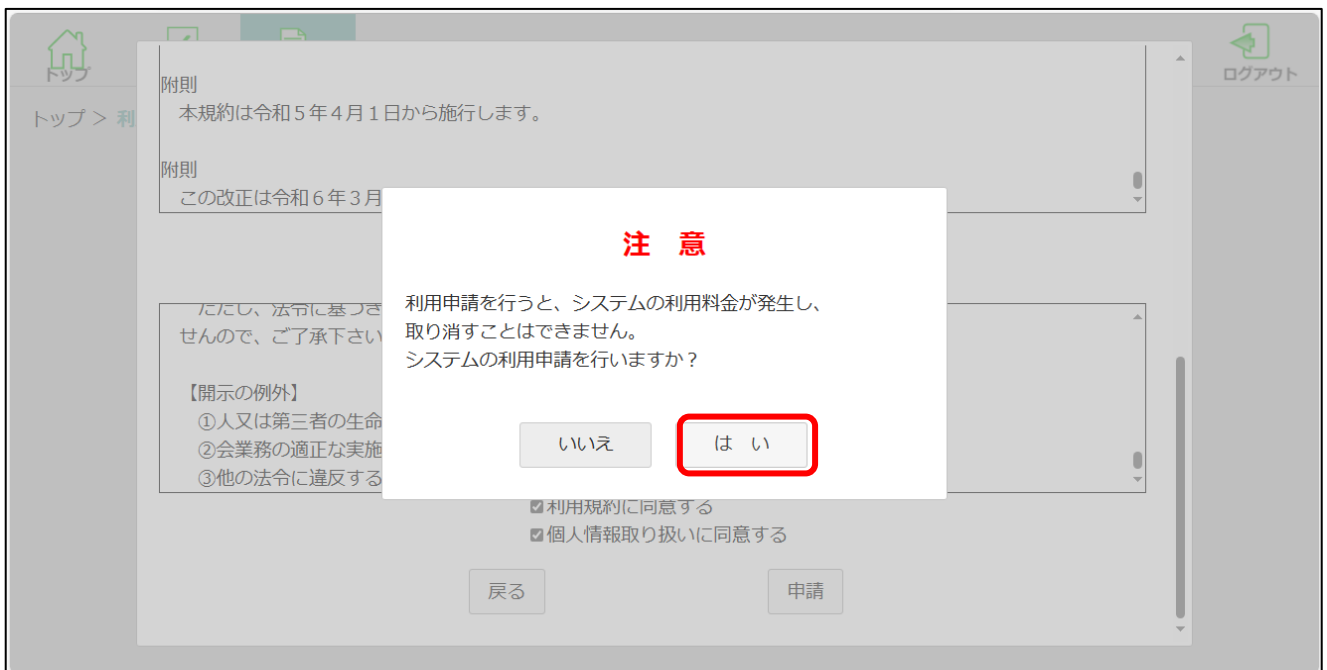 トップ
ログアウト
トップ > 利
附則
本規約は令和５年４月１日から施行します。
附則
この改正は令和６年３月
注　意
利用申請を行うと、システムの利用料金が発生し、
取り消すことはできません。
システムの利用申請を行いますか？
いいえ
は　い
ただし、法令に基づき
せんので、ご了承下さい
【開示の例外】
①人又は第三者の生命
②会業務の適正な実施
③他の法令に違反する
利用規約に同意する
個人情報取り扱いに同意する
戻る
申請